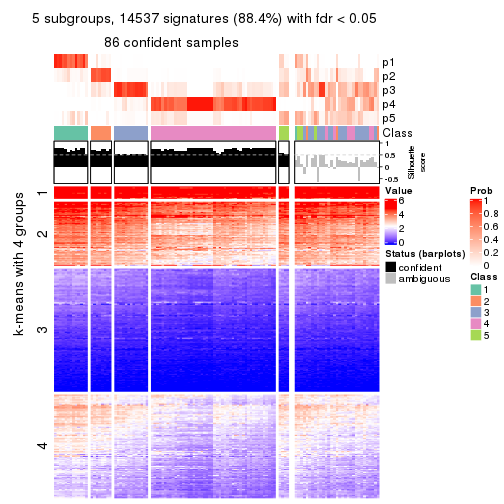 5 subgroups, 14537 signatures (88.4%) with fdr < 0.05
86 confident samples
p1
p2
p3
p4
p5
Class
1
0.5
0
-0.5
Silhouette
score
k-means with 4 groups
1
2
3
4
Value
6
4
2
0
Status (barplots)
confident
ambiguous
Prob
1
0.8
0.6
0.4
0.2
0
Class
1
2
3
4
5